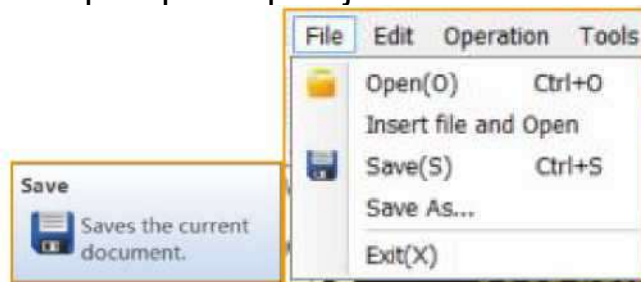 File Edit Operation Tools
Open(O) Ctrl+O
Insert file and Open
Save(S) Ctrl+S
Save As...
Exit(X)
Save
Saves the current
document.